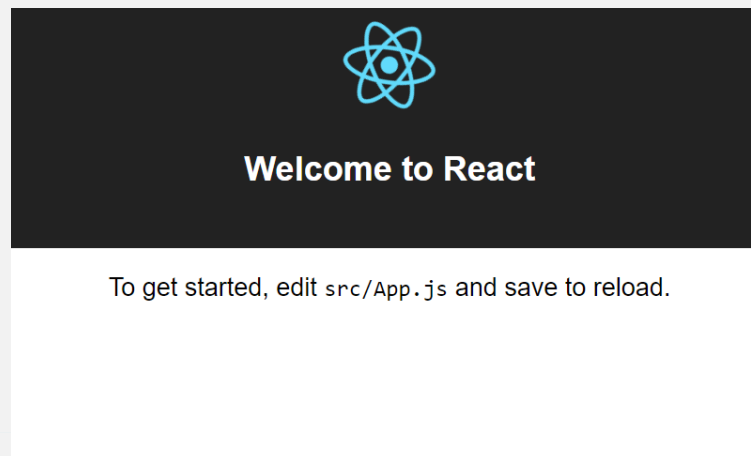 Welcome to React
To get started, edit src/App.js and save to reload.